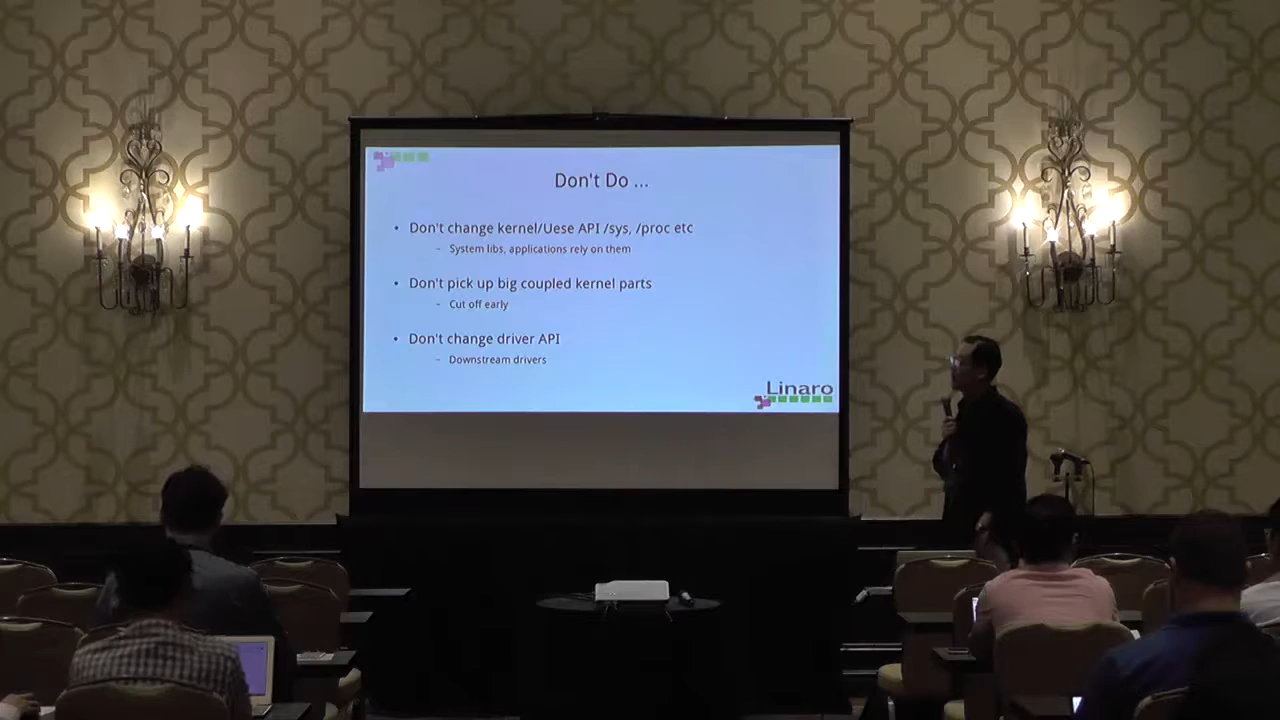 Don't Do ...
• Don't change kernel/Uese API /sys, /proc etc
– System libs, applications rely on them
• Don't pick up big coupled kernel parts
– Cut off early
• Don't change driver API
– Downstream drivers
Linaro